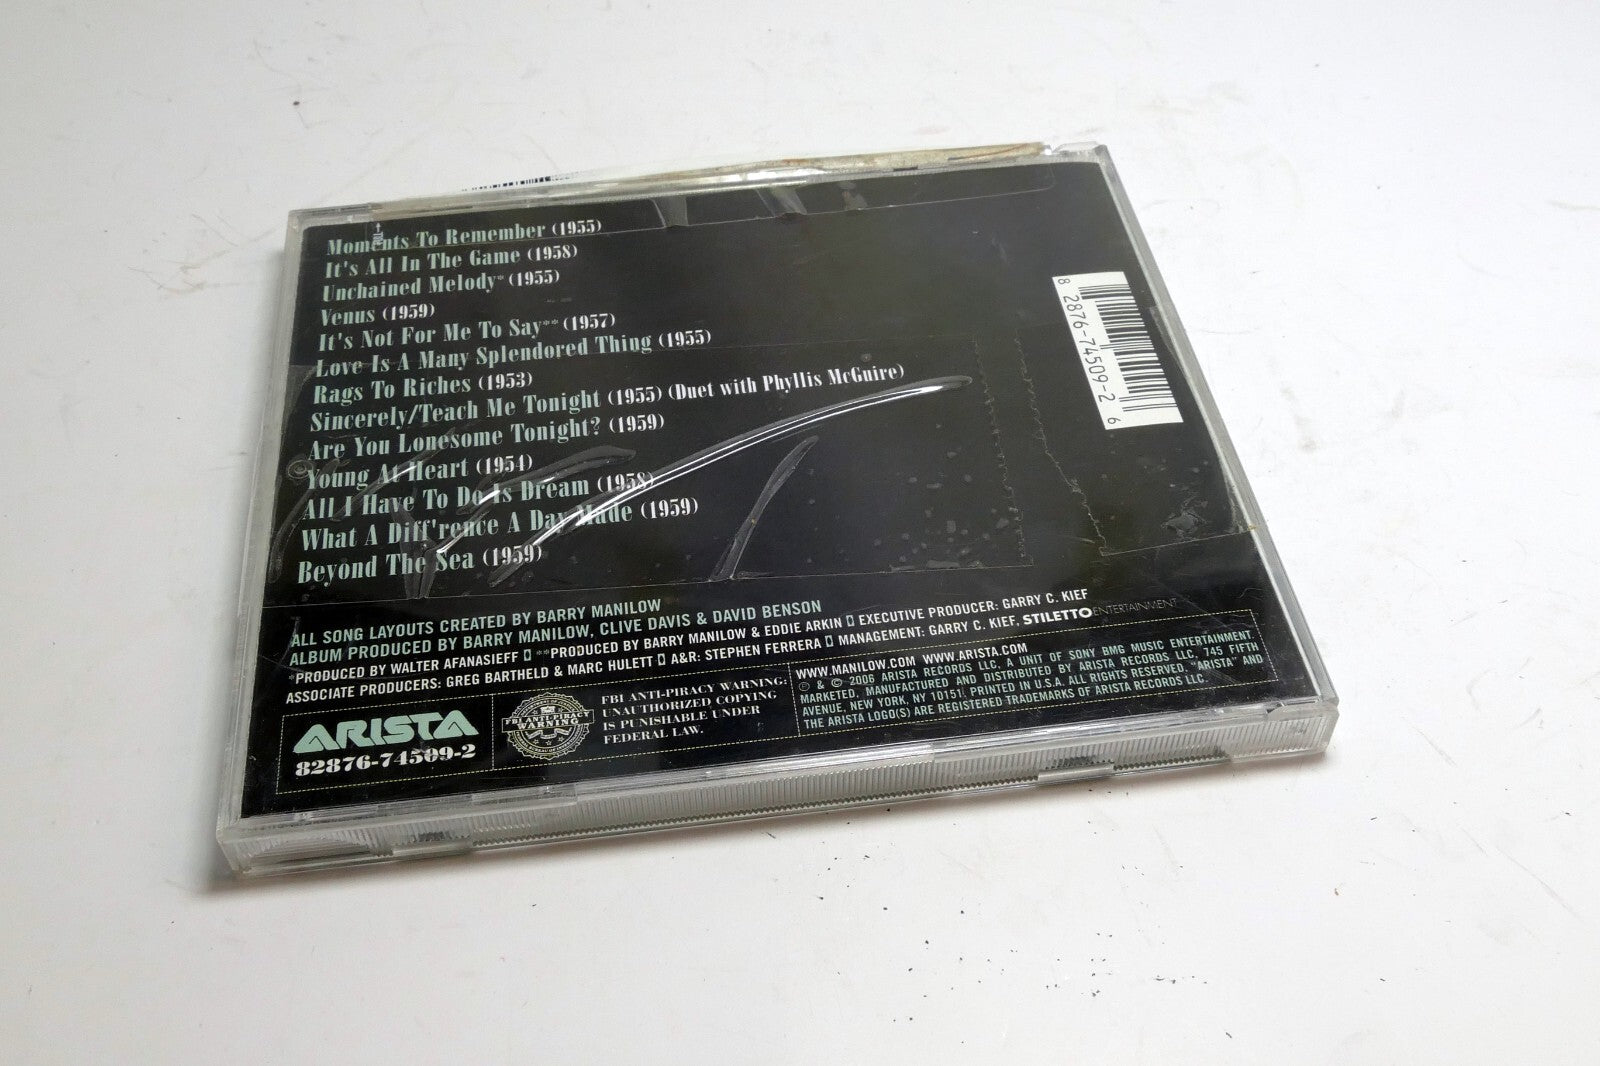 Moments To Remember (1955)
It's All In The Game (1958)
Unchained Melody* (1955)
Venus (1959)
It's Not For Me To Say** (1957)
Love Is A Many Splendored Thing (1955)
Rags To Riches (1953)
Sincerely/Teach Me Tonight (1955) (Duet with Phyllis McGuire)
Are You Lonesome Tonight? (1959)
Young At Heart (1954)
All I Have To Do Is Dream (1958)
What A Diff'rence A Day Made (1959)
Beyond The Sea (1959)
8 2876-74509-2 6
ALL SONG LAYOUTS CREATED BY BARRY MANILOW
ALBUM PRODUCED BY BARRY MANILOW, CLIVE DAVIS & DAVID BENSON
*PRODUCED BY WALTER AFANASIEFF ▯ **PRODUCED BY BARRY MANILOW & EDDIE ARKIN ▯ EXECUTIVE PRODUCER: GARRY C. KIEF
ASSOCIATE PRODUCERS: GREG BARTHELD & MARC HULETT ▯ A&R: STEPHEN FERRERA ▯ MANAGEMENT: GARRY C. KIEF, STILETTO ENTERTAINMENT
ARISTA
82876-74509-2
FBI ANTI-PIRACY
WARNING
FBI ANTI-PIRACY WARNING:
UNAUTHORIZED COPYING
IS PUNISHABLE UNDER
FEDERAL LAW.
WWW.MANILOW.COM WWW.ARISTA.COM
℗ & © 2006 ARISTA RECORDS LLC, A UNIT OF SONY BMG MUSIC ENTERTAINMENT.
MARKETED, MANUFACTURED AND DISTRIBUTED BY ARISTA RECORDS LLC, 745 FIFTH
AVENUE, NEW YORK, NY 10151. PRINTED IN U.S.A. ALL RIGHTS RESERVED. "ARISTA" AND
THE ARISTA LOGO(S) ARE REGISTERED TRADEMARKS OF ARISTA RECORDS LLC.